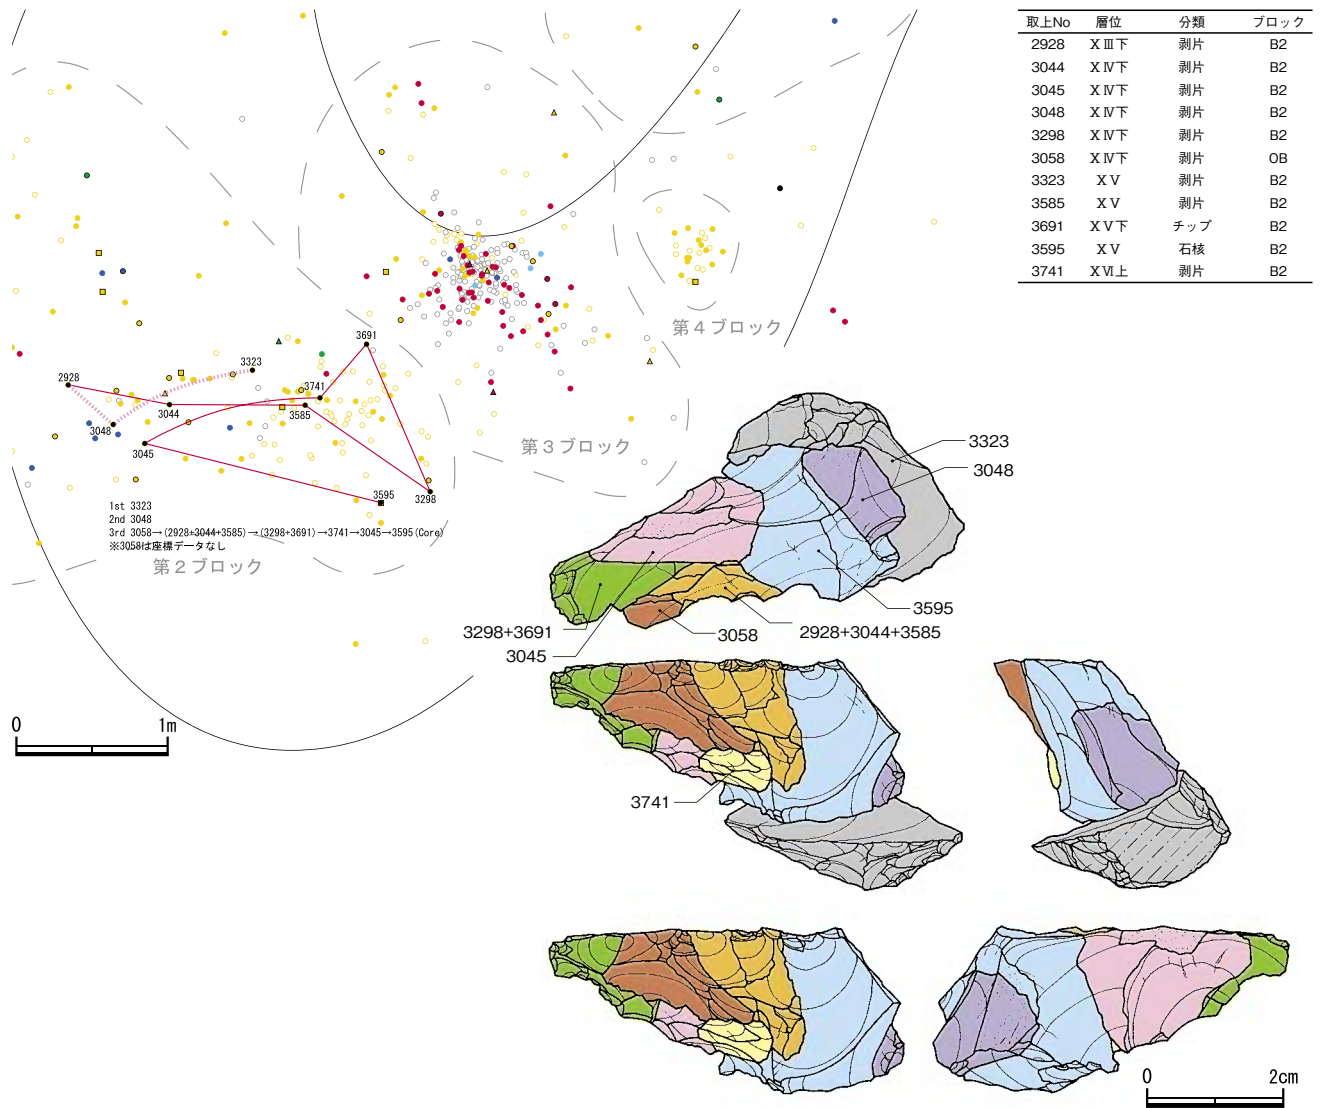 取上No 層位 分類 ブロック
2928 XⅢ下 剥片 B2
3044 XⅣ下 剥片 B2
3045 XⅣ下 剥片 B2
3048 XⅣ下 剥片 B2
3298 XⅣ下 剥片 B2
3058 XⅣ下 剥片 OB
3323 XⅤ 剥片 B2
3585 XⅤ 剥片 B2
3691 XⅤ下 チップ B2
3595 XⅤ 石核 B2
3741 XⅥ上 剥片 B2
第4ブロック
3691
3323
2928
3741
3044
3585
3048
3045
第3ブロック
3595
3298
1st 3323
2nd 3048
3rd 3058→(2928+3044+3585)→(3298+3691)→3741→3045→3595(Core)
※3058は座標データなし
第2ブロック
0 1m
3323
3048
3595
3298+3691
3058
2928+3044+3585
3045
3741
0 2cm